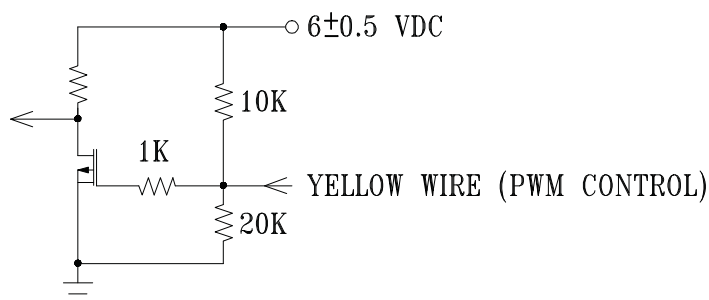 6±0.5 VDC
10K
1K
YELLOW WIRE (PWM CONTROL)
20K